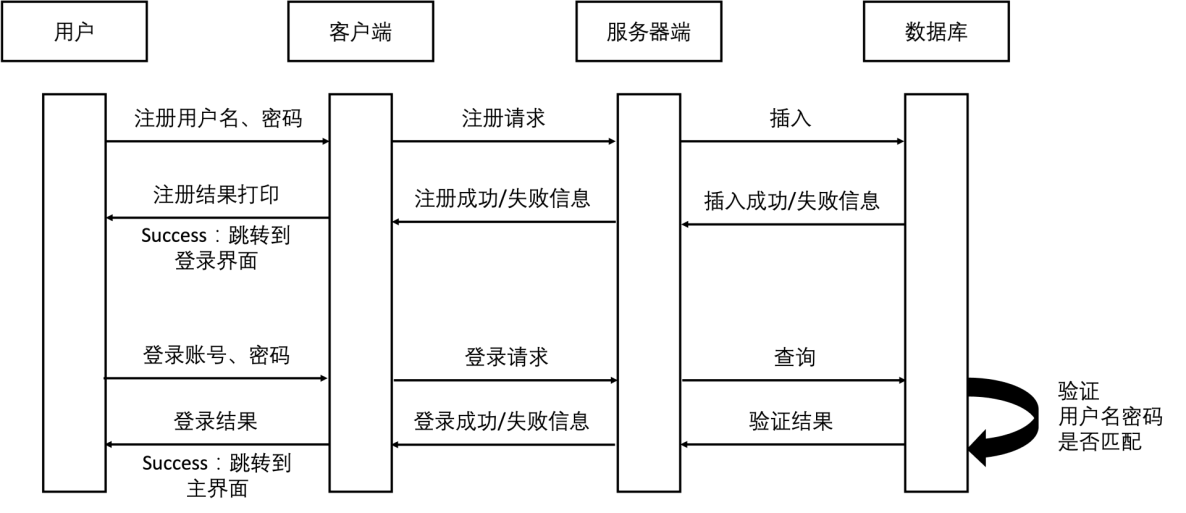 用户
客户端
服务器端
数据库
注册用户名、密码
注册请求
插入
注册结果打印
注册成功/失败信息
插入成功/失败信息
Success：跳转到
登录界面
登录账号、密码
登录请求
查询
验证
用户名密码
是否匹配
登录结果
登录成功/失败信息
验证结果
Success：跳转到
主界面